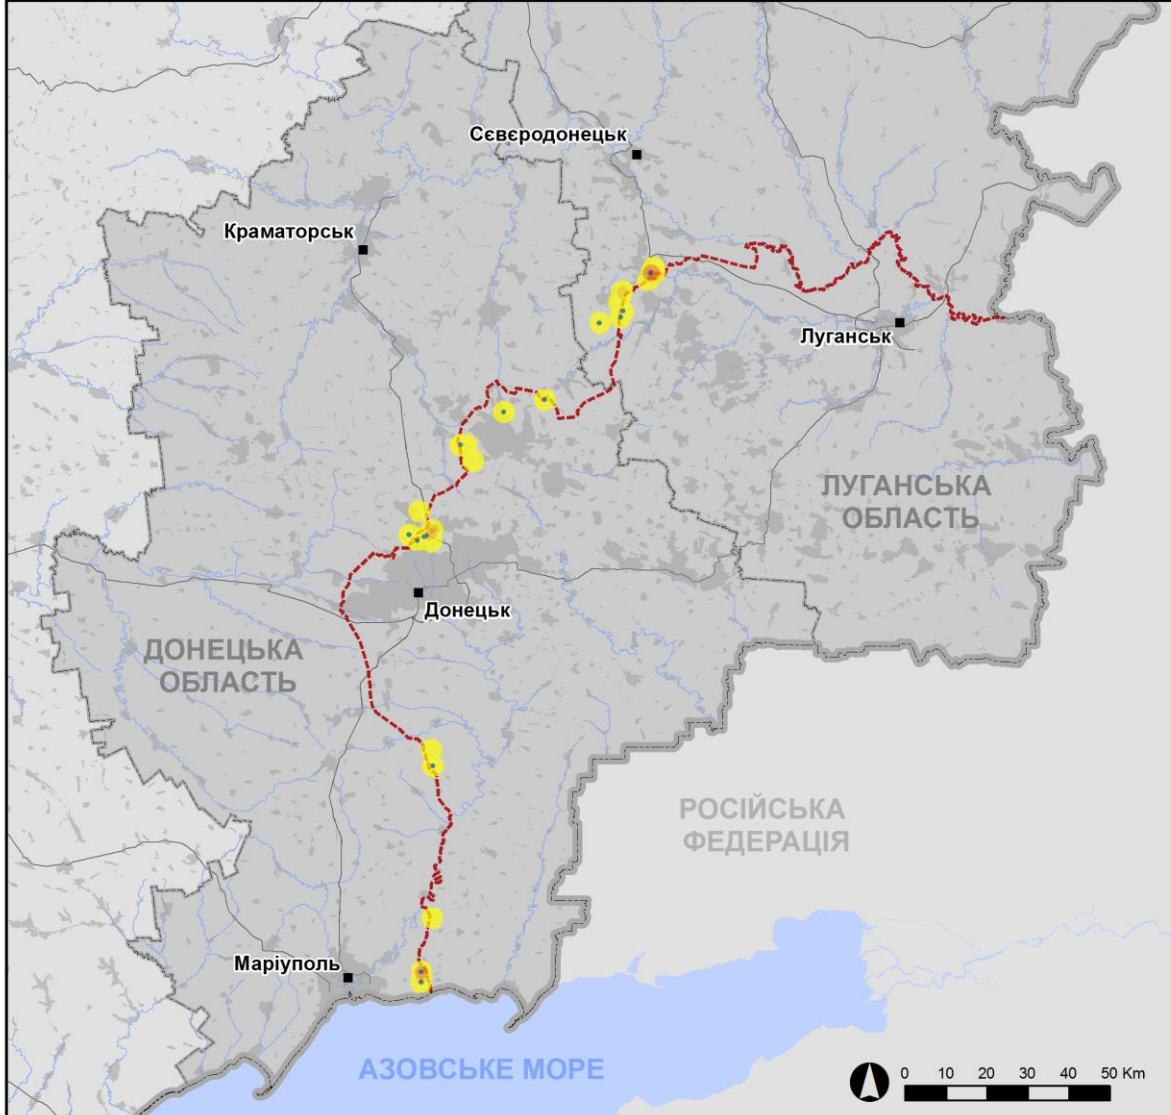 Сєвєродонецьк
Краматорськ
Луганськ
ЛУГАНСЬКА
ОБЛАСТЬ
Донецьк
ДОНЕЦЬКА
ОБЛАСТЬ
РОСІЙСЬКА
ФЕДЕРАЦІЯ
Маріуполь
АЗОВСЬКЕ МОРЕ
0 10 20 30 40 50 Km